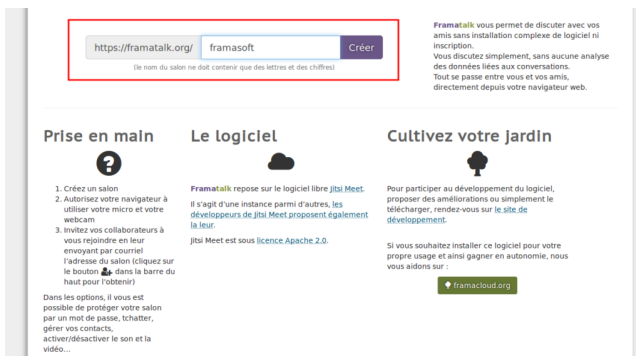 https://framatalk.org/ framasoft Créer
(le nom du salon ne doit contenir que des lettres et des chiffres)
Framatalk vous permet de discuter avec vos
amis sans installation complexe de logiciel ni
inscription.
Vous discutez simplement, sans aucune analyse
des données liées aux conversations.
Tout se passe entre vous et vos amis,
directement depuis votre navigateur web.
Prise en main
1. Créez un salon
2. Autorisez votre navigateur à
utiliser votre micro et votre
webcam
3. Invitez vos collaborateurs à
vous rejoindre en leur
envoyant par courriel
l'adresse du salon (cliquez sur
le bouton dans la barre du
haut pour l'obtenir)
Dans les options, il vous est
possible de protéger votre salon
par un mot de passe, tchatter,
gérer vos contacts,
activer/désactiver le son et la
vidéo…
Le logiciel
Framatalk repose sur le logiciel libre Jitsi Meet.
Il s'agit d'une instance parmi d'autres, les
développeurs de Jitsi Meet proposent également
la leur.
Jitsi Meet est sous licence Apache 2.0.
Cultivez votre jardin
Pour participer au développement du logiciel,
proposer des améliorations ou simplement le
télécharger, rendez-vous sur le site de
développement.
Si vous souhaitez installer ce logiciel pour votre
propre usage et ainsi gagner en autonomie, nous
vous aidons sur :
framacloud.org